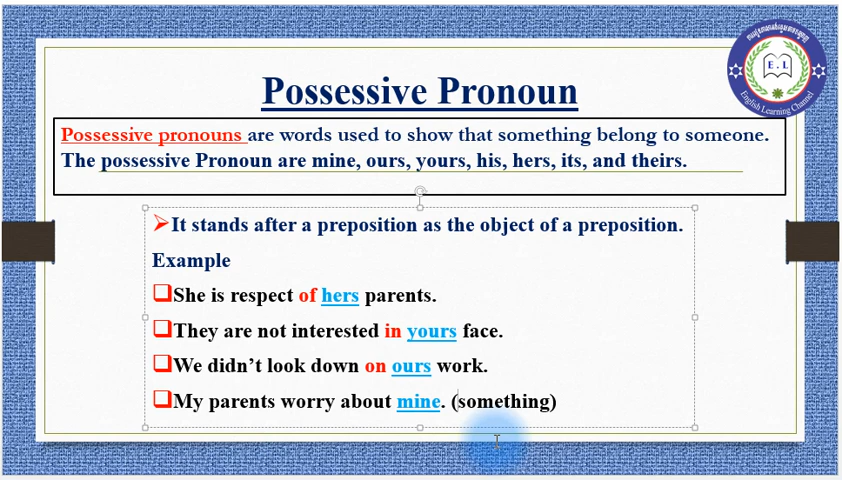 Possessive Pronoun
E.L
English Learning Channel
Possessive pronouns are words used to show that something belong to someone.
The possessive Pronoun are mine, ours, yours, his, hers, its, and theirs.
➢It stands after a preposition as the object of a preposition.
Example
❑She is respect of hers parents.
❑They are not interested in yours face.
❑We didn’t look down on ours work.
❑My parents worry about mine. (something)